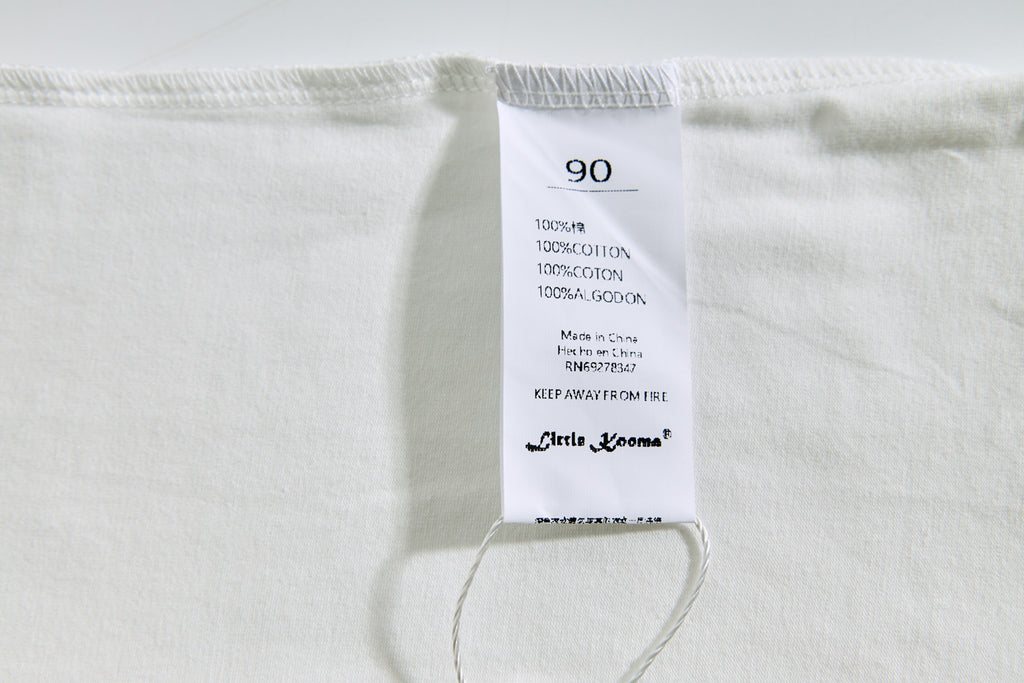 90
100%棉
100%COTTON
100%COTON
100%ALGODON
Made in China
Hecho en China
RN69278347
KEEP AWAY FROM FIRE
Little Kooma®